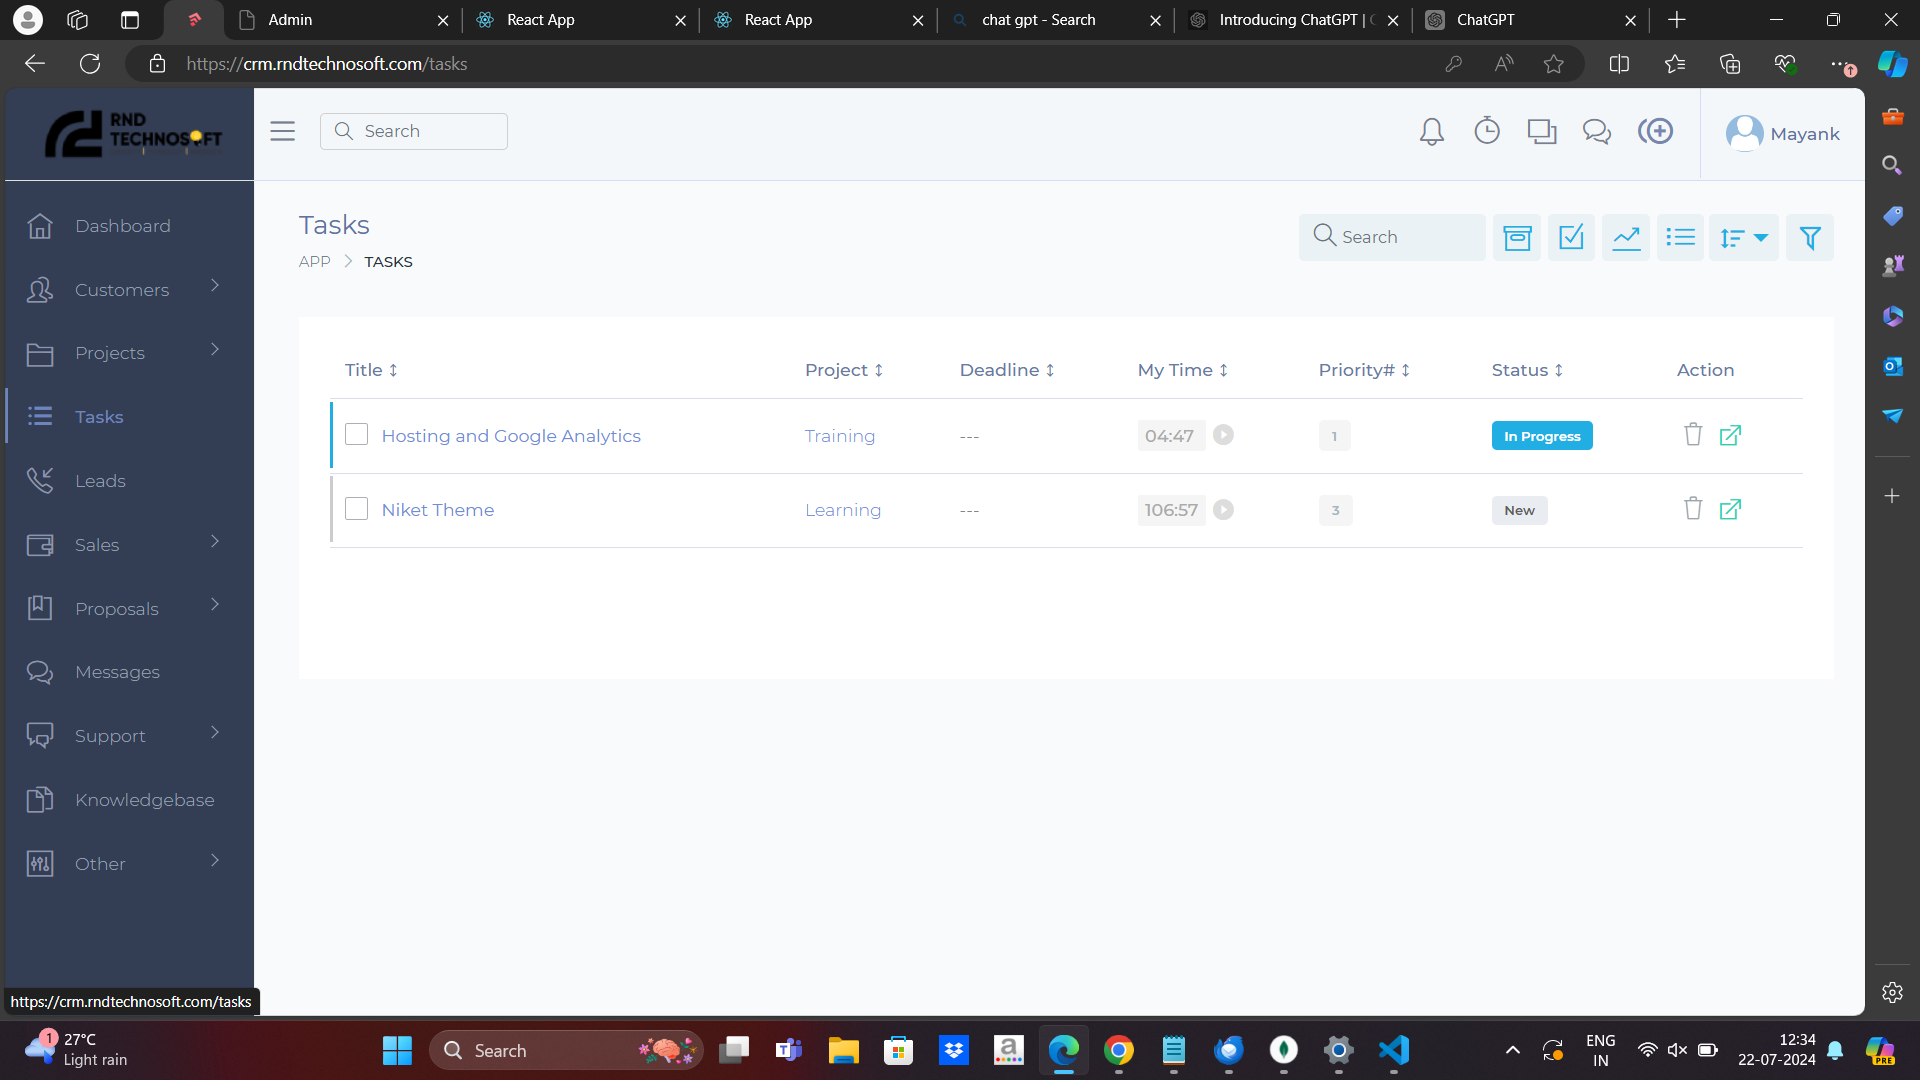 Admin
React App
React App
chat gpt - Search
Introducing ChatGPT |
ChatGPT
https://crm.rndtechnosoft.com/tasks
RND
TECHNOSOFT
Search
Mayank
Dashboard
Customers
Projects
Tasks
Leads
Sales
Proposals
Messages
Support
Knowledgebase
Other
Tasks
APP > TASKS
Search
Title Project Deadline My Time Priority# Status Action
Hosting and Google Analytics Training --- 04:47 1 In Progress
Niket Theme Learning --- 106:57 3 New
https://crm.rndtechnosoft.com/tasks
1
27°C
Light rain
Search
a
PRE
ENG
IN
12:34
22-07-2024